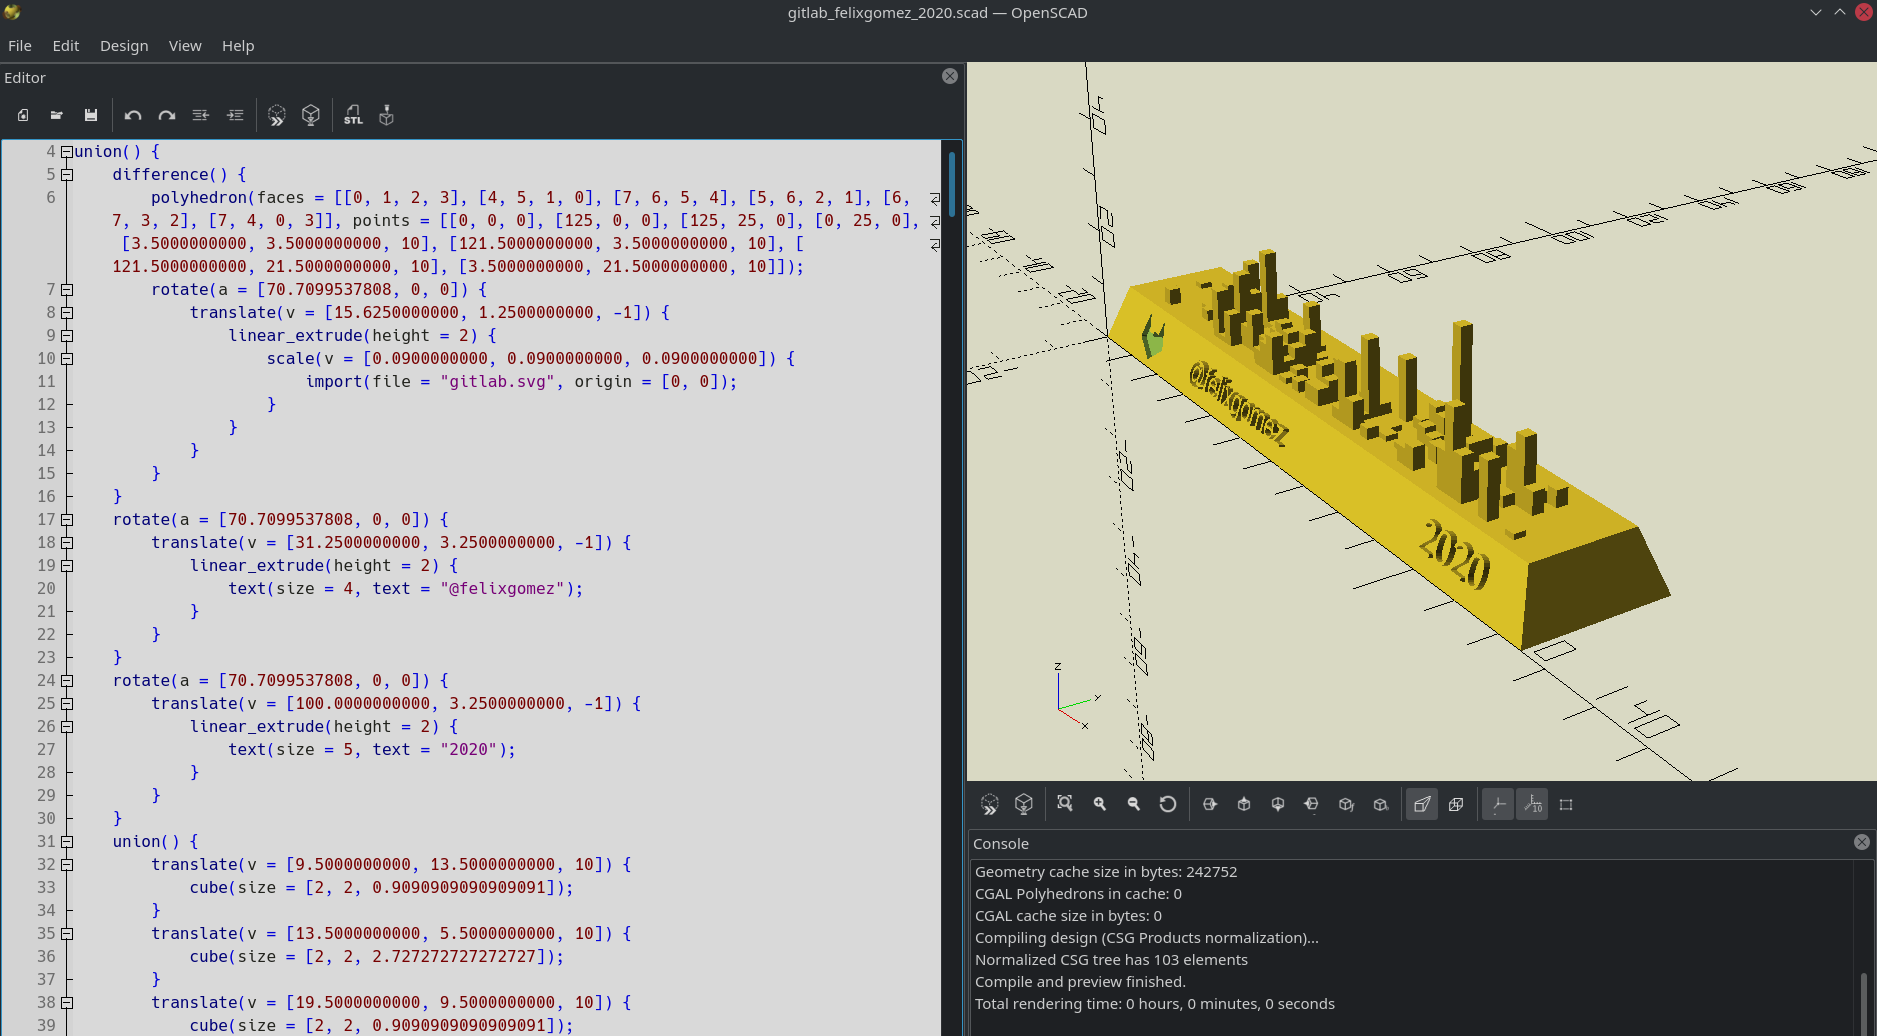 gitlab_felixgomez_2020.scad — OpenSCAD
File Edit Design View Help
Editor
STL
4 union() {
5 difference() {
6 polyhedron(faces = [[0, 1, 2, 3], [4, 5, 1, 0], [7, 6, 5, 4], [5, 6, 2, 1], [6,
7, 3, 2], [7, 4, 0, 3]], points = [[0, 0, 0], [125, 0, 0], [125, 25, 0], [0, 25, 0],
[3.5000000000, 3.5000000000, 10], [121.5000000000, 3.5000000000, 10], [
121.5000000000, 21.5000000000, 10], [3.5000000000, 21.5000000000, 10]]);
7 rotate(a = [70.7099537808, 0, 0]) {
8 translate(v = [15.6250000000, 1.2500000000, -1]) {
9 linear_extrude(height = 2) {
10 scale(v = [0.0900000000, 0.0900000000, 0.0900000000]) {
11 import(file = "gitlab.svg", origin = [0, 0]);
12 }
13 }
14 }
15 }
16 }
17 rotate(a = [70.7099537808, 0, 0]) {
18 translate(v = [31.2500000000, 3.2500000000, -1]) {
19 linear_extrude(height = 2) {
20 text(size = 4, text = "@felixgomez");
21 }
22 }
23 }
24 rotate(a = [70.7099537808, 0, 0]) {
25 translate(v = [100.0000000000, 3.2500000000, -1]) {
26 linear_extrude(height = 2) {
27 text(size = 5, text = "2020");
28 }
29 }
30 }
31 union() {
32 translate(v = [9.5000000000, 13.5000000000, 10]) {
33 cube(size = [2, 2, 0.9090909090909091]);
34 }
35 translate(v = [13.5000000000, 5.5000000000, 10]) {
36 cube(size = [2, 2, 2.727272727272727]);
37 }
38 translate(v = [19.5000000000, 9.5000000000, 10]) {
39 cube(size = [2, 2, 0.9090909090909091]);
@felixgomez
2020
z
y
x
10
Console
Geometry cache size in bytes: 242752
CGAL Polyhedrons in cache: 0
CGAL cache size in bytes: 0
Compiling design (CSG Products normalization)...
Normalized CSG tree has 103 elements
Compile and preview finished.
Total rendering time: 0 hours, 0 minutes, 0 seconds